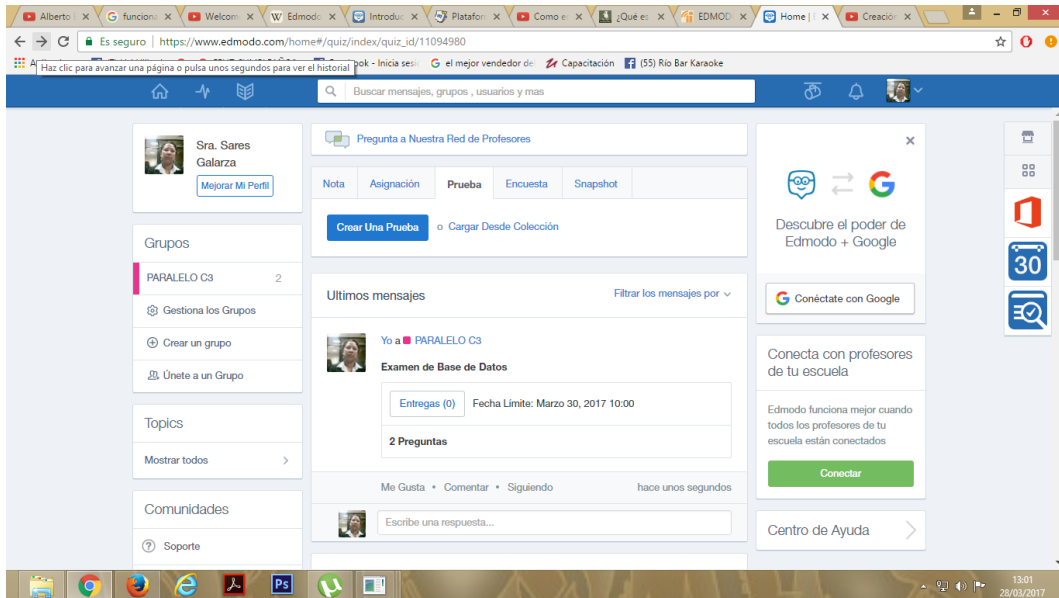 Alberto
funciona
Welcom
Edmodo
Introduc
Platafor
Como e
¿Qué es
EDMOD
Home |
Creación
Es seguro | https://www.edmodo.com/home#/quiz/index/quiz_id/11094980
Haz clic para avanzar una página o pulsa unos segundos para ver el historial
ook - Inicia sesi
el mejor vendedor de
Capacitación
(55) Río Bar Karaoke
Buscar mensajes, grupos , usuarios y mas
Sra. Sares
Galarza
Mejorar Mi Perfil
Grupos
PARALELO C3 2
Gestiona los Grupos
Crear un grupo
Únete a un Grupo
Topics
Mostrar todos
Comunidades
Soporte
Pregunta a Nuestra Red de Profesores
Nota Asignación Prueba Encuesta Snapshot
Crear Una Prueba o Cargar Desde Colección
Ultimos mensajes Filtrar los mensajes por
Yo a PARALELO C3
Examen de Base de Datos
Entregas (0) Fecha Límite: Marzo 30, 2017 10:00
2 Preguntas
Me Gusta • Comentar • Siguiendo hace unos segundos
Escribe una respuesta...
Descubre el poder de
Edmodo + Google
Conéctate con Google
Conecta con profesores
de tu escuela
Edmodo funciona mejor cuando
todos los profesores de tu
escuela están conectados
Conectar
Centro de Ayuda
30
Ps
13:01
28/03/2017